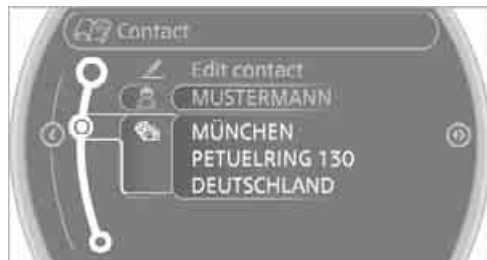 Contact
Edit contact
MUSTERMANN
MÜNCHEN
PETUELRING 130
DEUTSCHLAND